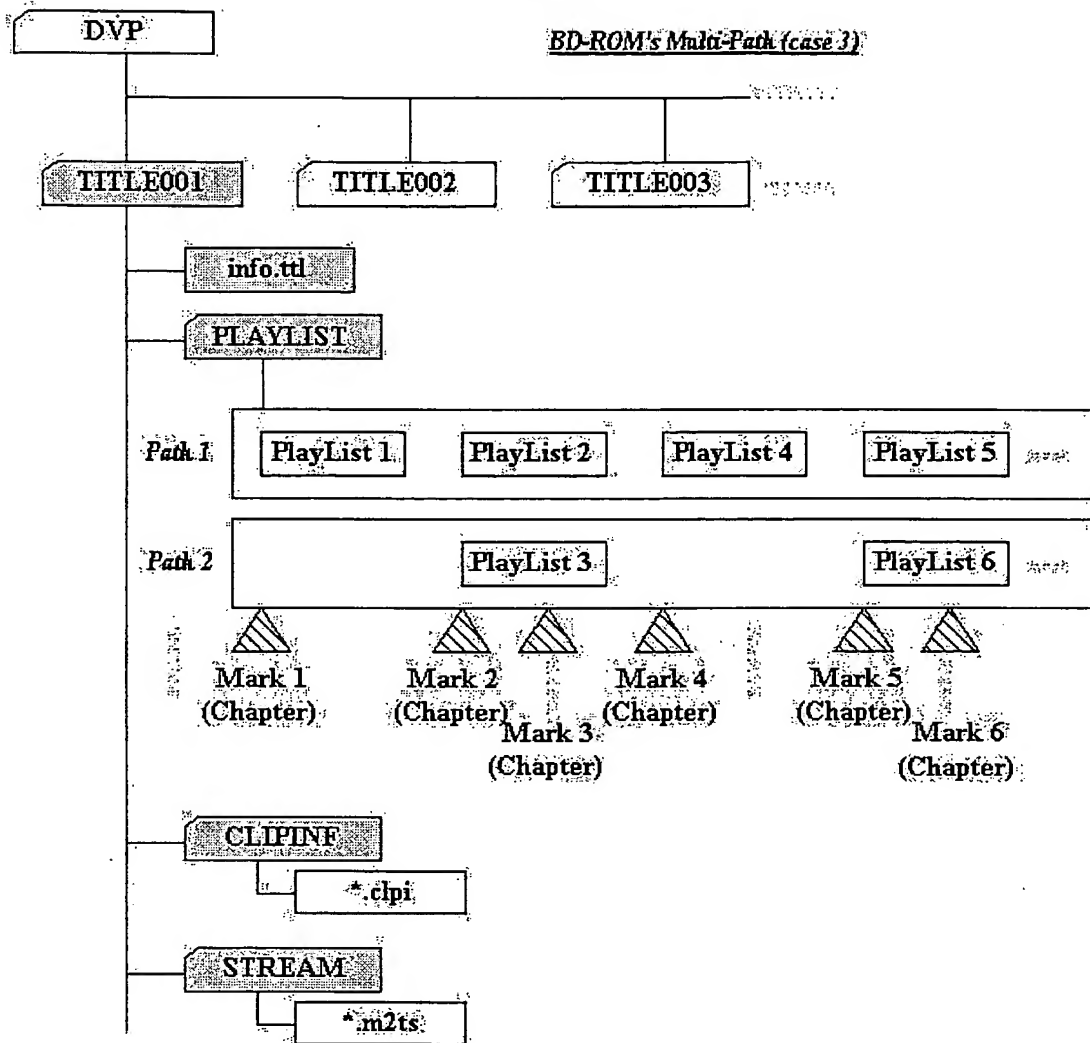 DVP
BD-ROM's Multi-Path (case 3)
TITLE001
TITLE002
TITLE003
info.ttl
PLAYLIST
Path 1
PlayList 1
PlayList 2
PlayList 4
PlayList 5
Path 2
PlayList 3
PlayList 6
Mark 1
(Chapter)
Mark 2
(Chapter)
Mark 3
(Chapter)
Mark 4
(Chapter)
Mark 5
(Chapter)
Mark 6
(Chapter)
CLIPINF
*.clpi
STREAM
*.m2ts